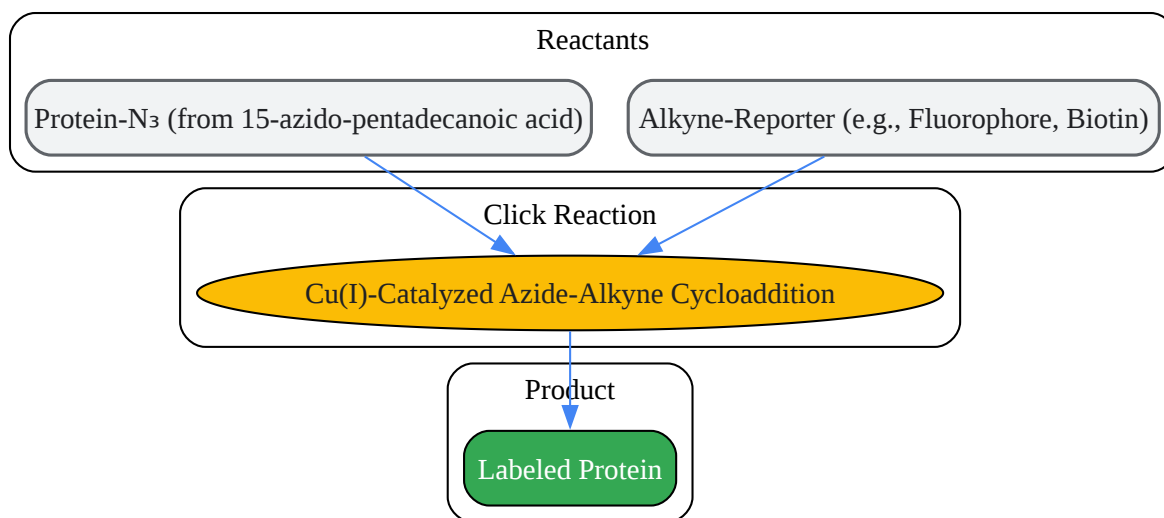 Reactants
Protein-N₃ (from 15-azido-pentadecanoic acid)
Alkyne-Reporter (e.g., Fluorophore, Biotin)
Click Reaction
Cu(I)-Catalyzed Azide-Alkyne Cycloaddition
Product
Labeled Protein